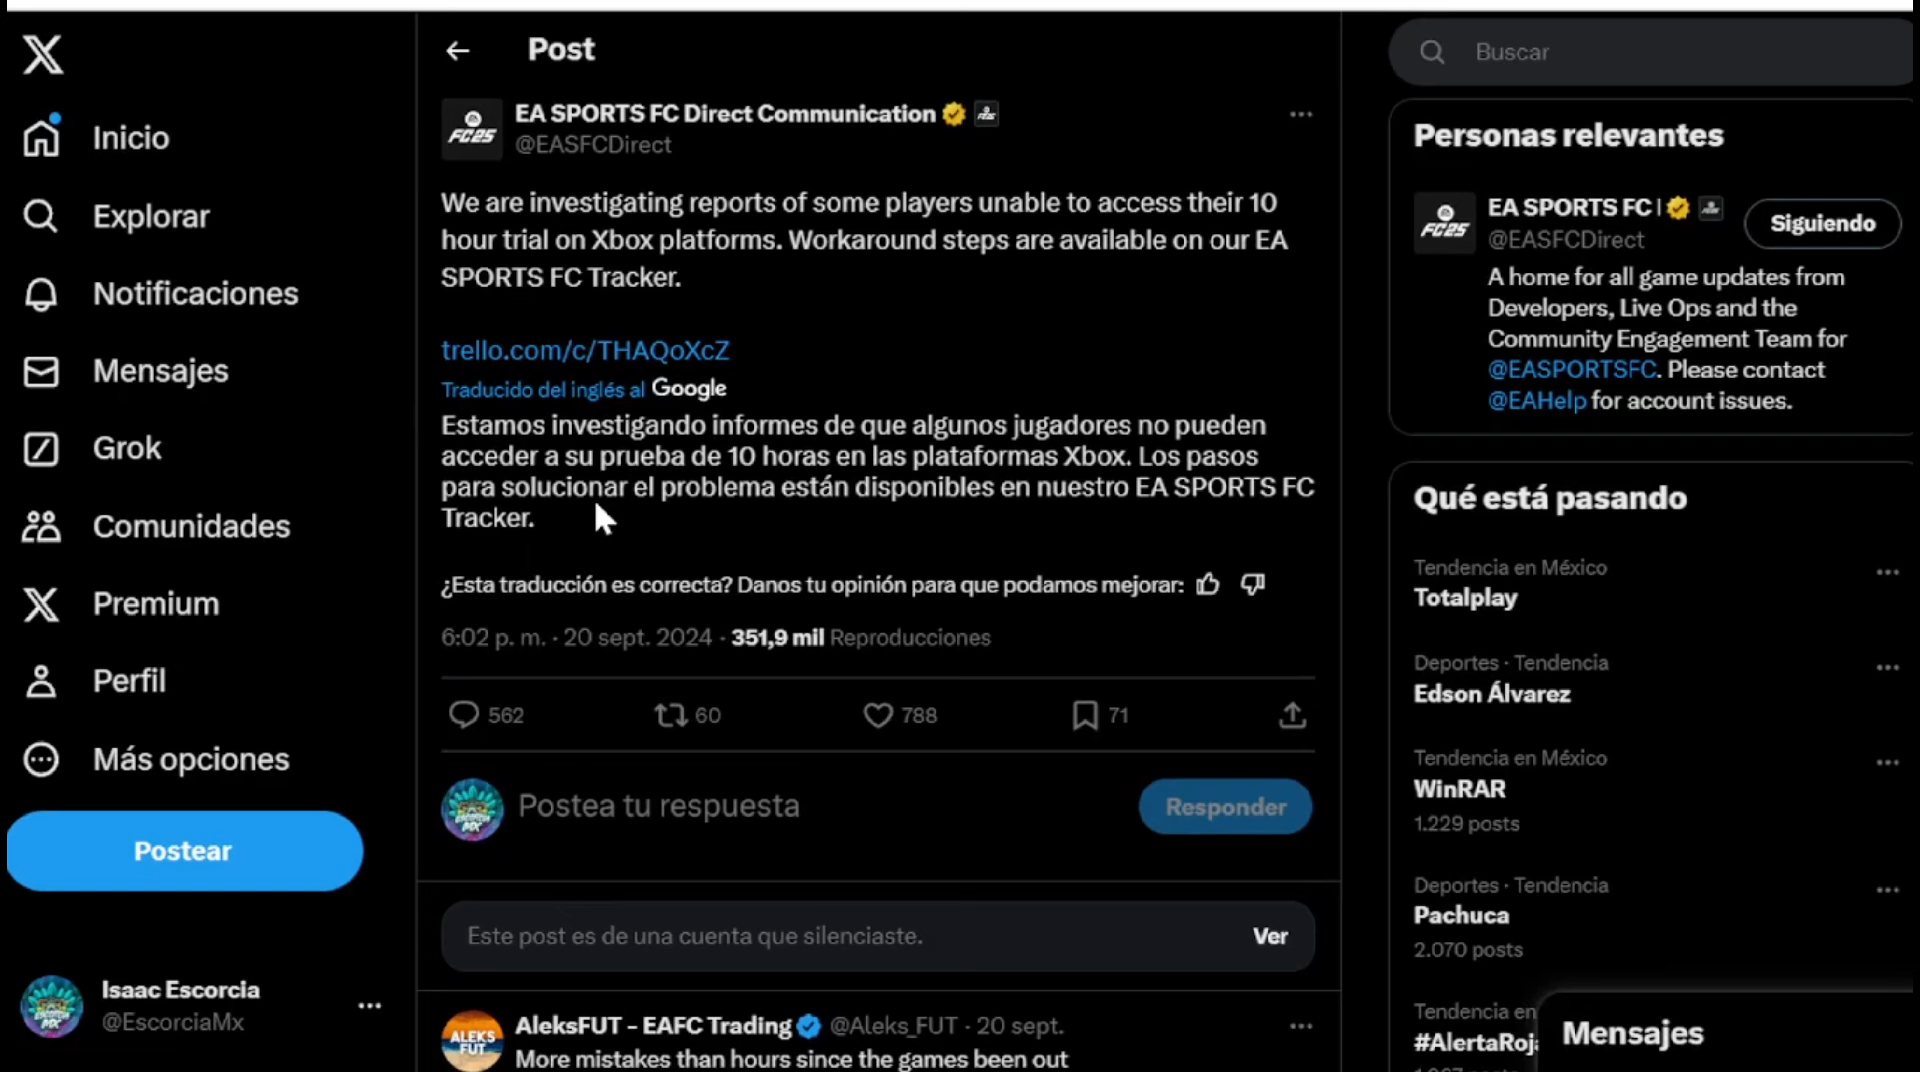 Inicio
Explorar
Notificaciones
Mensajes
Grok
Comunidades
Premium
Perfil
Más opciones
Postear
Isaac Escorcia
@EscorciaMx
Post
FC25
EA SPORTS FC Direct Communication
@EASFCDirect
We are investigating reports of some players unable to access their 10
hour trial on Xbox platforms. Workaround steps are available on our EA
SPORTS FC Tracker.
trello.com/c/THAQoXcZ
Traducido del inglés al Google
Estamos investigando informes de que algunos jugadores no pueden
acceder a su prueba de 10 horas en las plataformas Xbox. Los pasos
para solucionar el problema están disponibles en nuestro EA SPORTS FC
Tracker.
¿Esta traducción es correcta? Danos tu opinión para que podamos mejorar:
6:02 p. m. · 20 sept. 2024 · 351,9 mil Reproducciones
562 60 788 71
Postea tu respuesta
Responder
Este post es de una cuenta que silenciaste.
Ver
ALEKS
FUT
AleksFUT - EAFC Trading @Aleks_FUT · 20 sept.
More mistakes than hours since the games been out
Buscar
Personas relevantes
FC25
EA SPORTS FC
@EASFCDirect
Siguiendo
A home for all game updates from
Developers, Live Ops and the
Community Engagement Team for
@EASPORTSFC. Please contact
@EAHelp for account issues.
Qué está pasando
Tendencia en México
Totalplay
Deportes · Tendencia
Edson Álvarez
Tendencia en México
WinRAR
1.229 posts
Deportes · Tendencia
Pachuca
2.070 posts
Tendencia en
#AlertaRoj
Mensajes